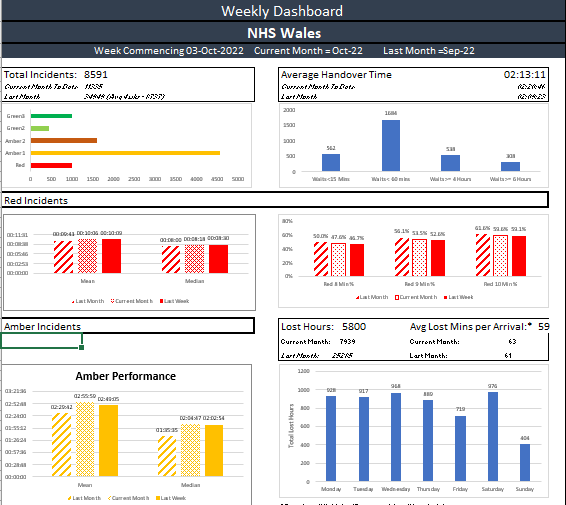 Weekly Dashboard
NHS Wales
Week Commencing 03-Oct-2022 Current Month = Oct-22 Last Month =Sep-22
Total Incidents: 8591
Current Month To Date 11335
Last Month
Average Handover Time 02:13:11
Current Month To Date 02:20:46
Last Month
Green3
Green2
Amber 2
Amber 1
Red
0 500 1000 1500 2000 2500 3000 3500 4000 4500 5000
2000
1500
1000
500
0
562
1684
538
308
Waits<15 Mins
Waits< 60 mins
Waits>= 4 Hours
Waits>= 6 Hours
Red Incidents
00:11:31
00:08:38
00:05:46
00:02:53
00:00:00
00:09:43 00:10:06 00:10:09
00:08:00 00:08:18 00:08:30
Mean
Median
Last Month Current Month Last Week
80%
60%
40%
20%
0%
50.0% 47.6% 46.7%
56.1% 53.5% 52.6%
61.6% 59.6% 59.1%
Red 8 Min %
Red 9 Min %
Red 10 Min %
Last Month Current Month Last Week
Amber Incidents
Lost Hours: 5800
Avg Lost Mins per Arrival:* 59
Current Month: 7939
Current Month: 63
Last Month: 25205
Last Month: 61
Amber Performance
03:21:36
02:52:48
02:24:00
01:55:12
01:26:24
00:57:36
00:28:48
00:00:00
02:20:42
02:55:59 02:49:05
01:35:35
02:04:47 02:02:54
Mean
Median
Last Month Current Month Last Week
Total Lost Hours
1200
1000
800
600
400
200
0
928
917
968
880
719
976
404
Monday
Tuesday
Wednesday
Thursday
Friday
Saturday
Sunday